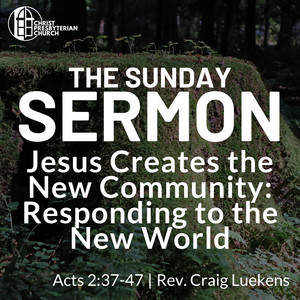 CHRIST
PRESBYTERIAN
CHURCH
THE SUNDAY
SERMON
Jesus Creates the
New Community:
Responding to the
New World
Acts 2:37-47 | Rev. Craig Luekens